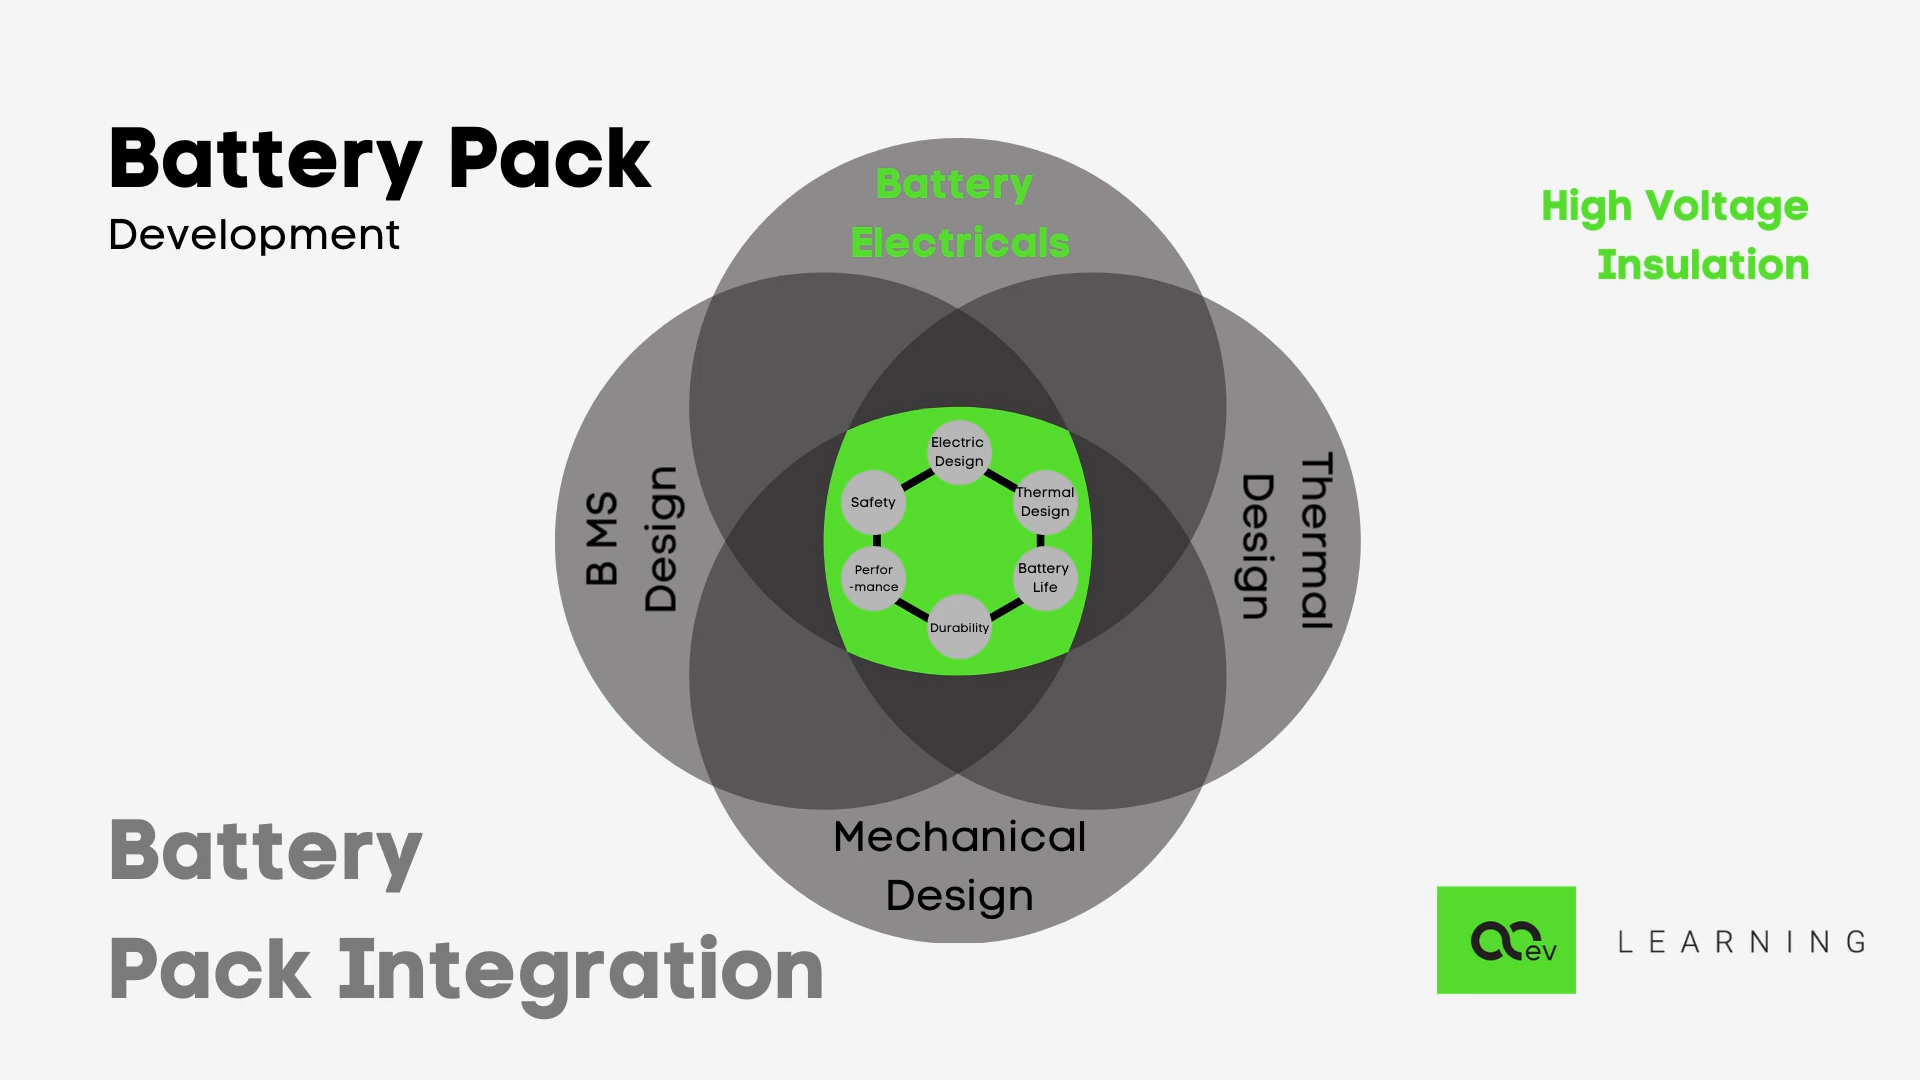 Battery Pack
Development
Battery
Electricals
High Voltage
Insulation
B MS
Design
Electric
Design
Safety
Thermal
Design
Perfor
-mance
Battery
Life
Durability
Thermal
Design
Mechanical
Design
Battery
Pack Integration
ev
LEARNING